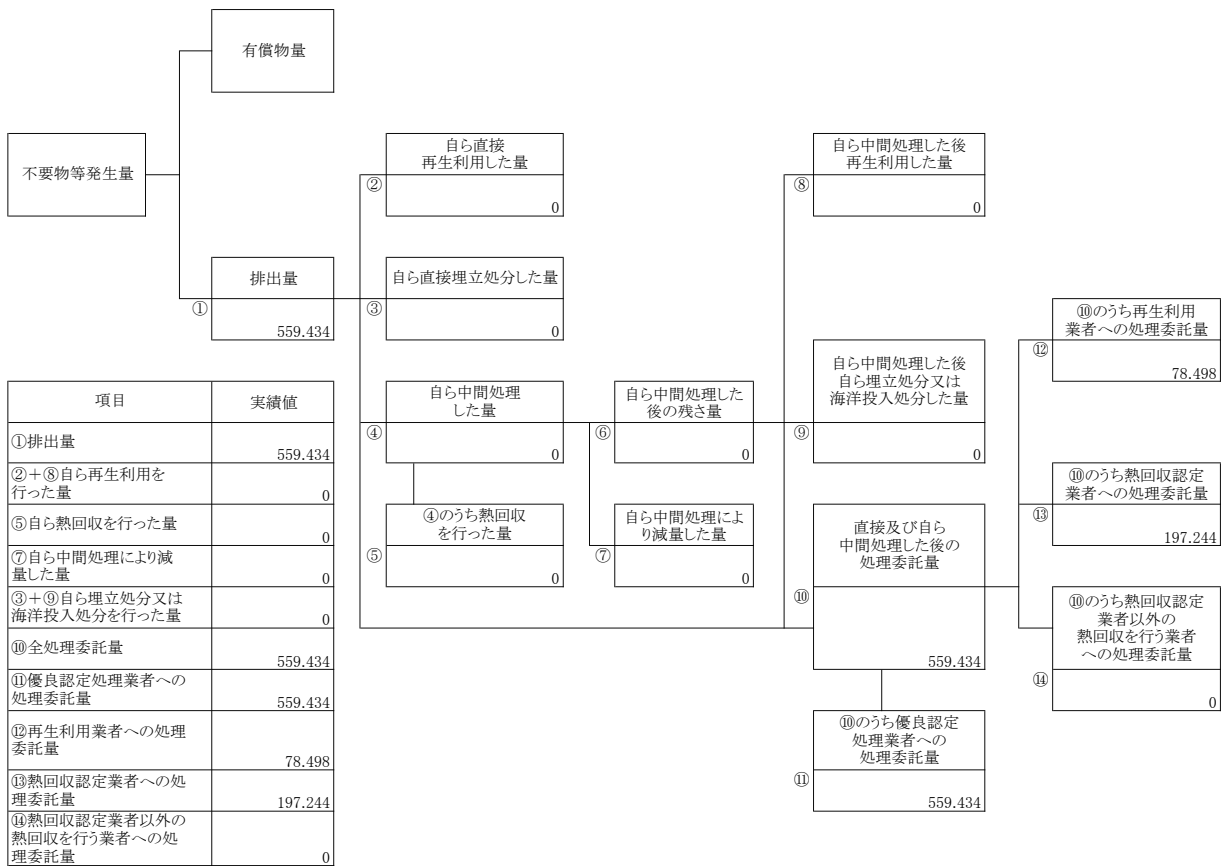 有償物量
不要物等発生量
排出量
①
559.434
自ら直接
再生利用した量
②
0
自ら直接埋立処分した量
③
0
自ら中間処理
した量
④
0
④のうち熱回収
を行った量
⑤
0
自ら中間処理した
後の残さ量
⑥
0
自ら中間処理によ
り減量した量
⑦
0
自ら中間処理した後
再生利用した量
⑧
0
自ら中間処理した後
自ら埋立処分又は
海洋投入処分した量
⑨
0
直接及び自ら
中間処理した後の
処理委託量
⑩
559.434
⑩のうち優良認定
処理業者への
処理委託量
⑪
559.434
⑩のうち再生利用
業者への処理委託量
⑫
78.498
⑩のうち熱回収認定
業者への処理委託量
⑬
197.244
⑩のうち熱回収認定
業者以外の
熱回収を行う業者
への処理委託量
⑭
0
項目 実績値
①排出量
559.434
②+⑧自ら再生利用を
行った量 0
⑤自ら熱回収を行った量
0
⑦自ら中間処理により減
量した量 0
③+⑨自ら埋立処分又は
海洋投入処分を行った量 0
⑩全処理委託量
559.434
⑪優良認定処理業者への
処理委託量 559.434
⑫再生利用業者への処理
委託量
78.498
⑬熱回収認定業者への処
理委託量 197.244
⑭熱回収認定業者以外の
熱回収を行う業者への処
理委託量 0